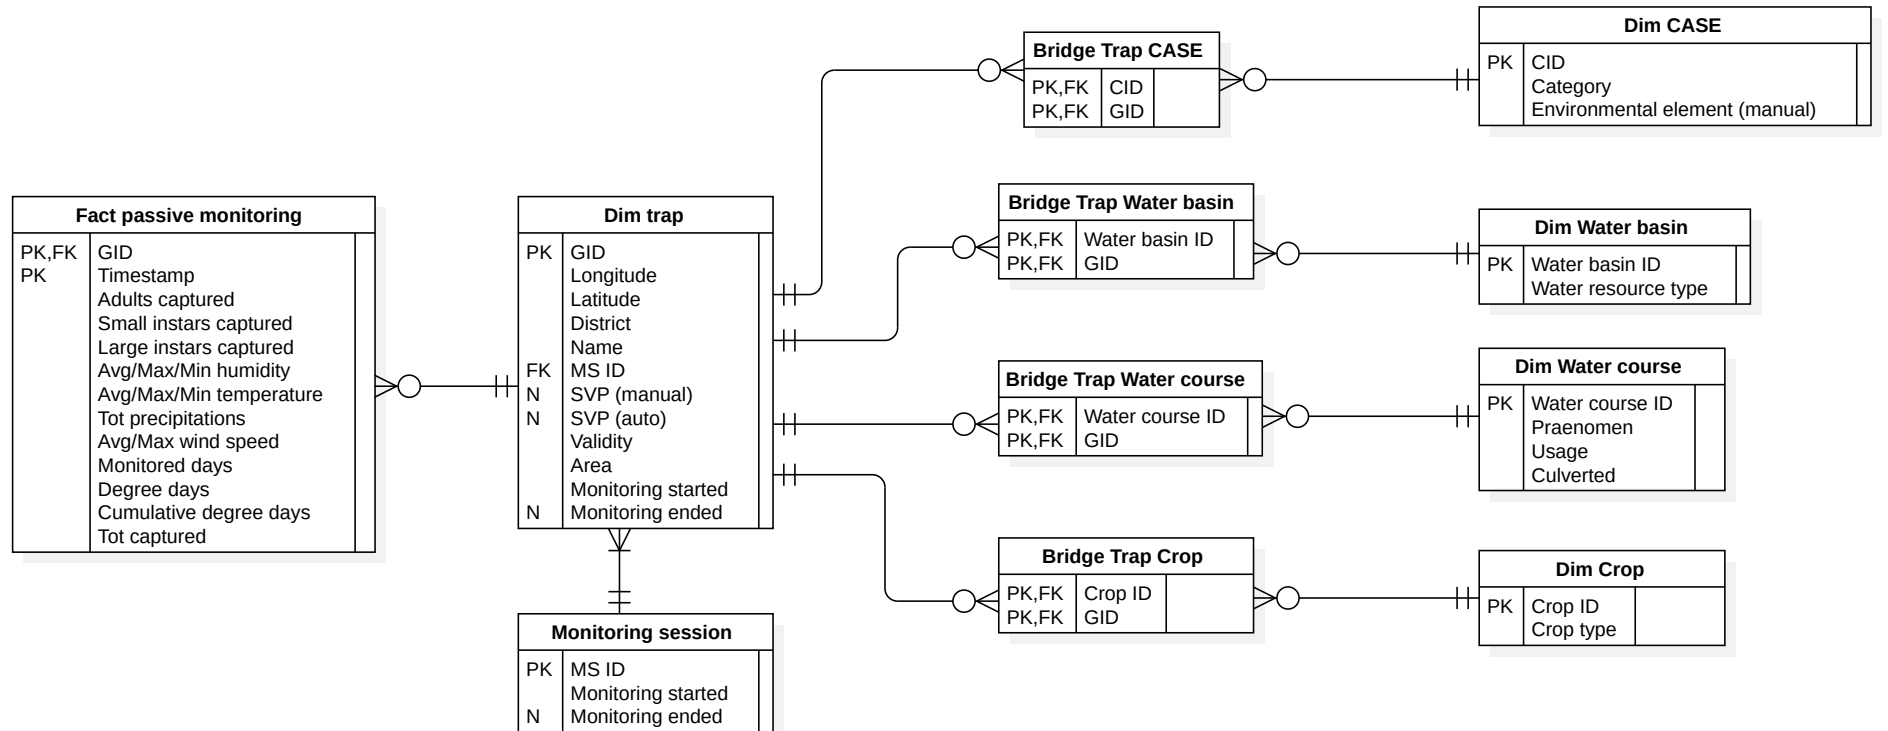 Fact passive monitoring
PK,FK GID
PK Timestamp
Adults captured
Small instars captured
Large instars captured
Avg/Max/Min humidity
Avg/Max/Min temperature
Tot precipitations
Avg/Max wind speed
Monitored days
Degree days
Cumulative degree days
Tot captured
Dim trap
PK GID
Longitude
Latitude
District
Name
FK MS ID
N SVP (manual)
N SVP (auto)
Validity
Area
Monitoring started
N Monitoring ended
Monitoring session
PK MS ID
Monitoring started
N Monitoring ended
Bridge Trap CASE
PK,FK CID
PK,FK GID
Dim CASE
PK CID
Category
Environmental element (manual)
Bridge Trap Water basin
PK,FK Water basin ID
PK,FK GID
Dim Water basin
PK Water basin ID
Water resource type
Bridge Trap Water course
PK,FK Water course ID
PK,FK GID
Dim Water course
PK Water course ID
Praenomen
Usage
Culverted
Bridge Trap Crop
PK,FK Crop ID
PK,FK GID
Dim Crop
PK Crop ID
Crop type